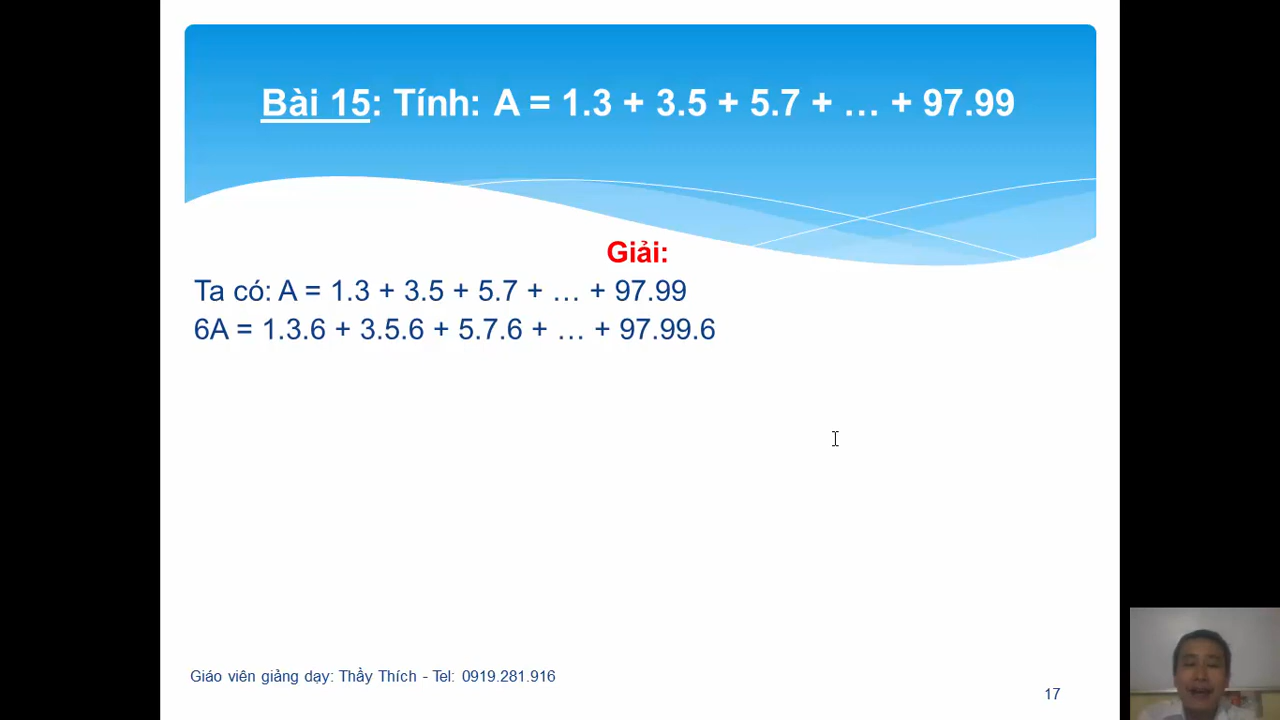 Bài 15: Tính: A = 1.3 + 3.5 + 5.7 + … + 97.99
Giải:
Ta có: A = 1.3 + 3.5 + 5.7 + … + 97.99
6A = 1.3.6 + 3.5.6 + 5.7.6 + … + 97.99.6
Giáo viên giảng dạy: Thầy Thích - Tel: 0919.281.916
17